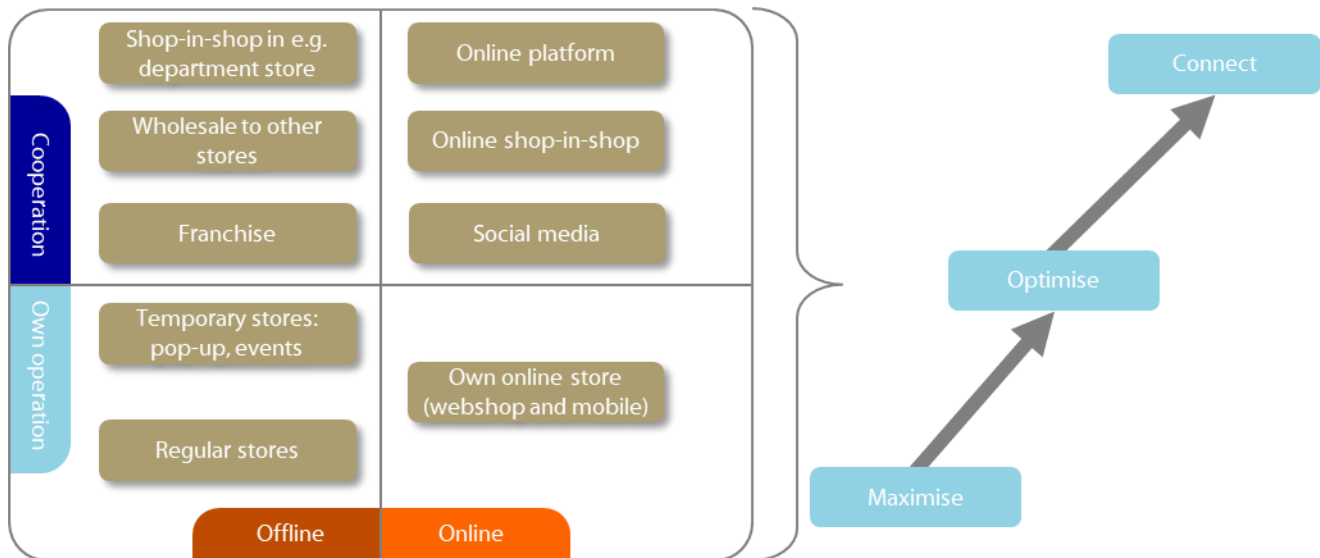 Shop-in-shop in e.g.
department store
Online platform
Connect
Cooperation
Wholesale to other
stores
Online shop-in-shop
Franchise
Social media
Optimise
Own operation
Temporary stores:
pop-up, events
Own online store
(webshop and mobile)
Regular stores
Maximise
Offline
Online